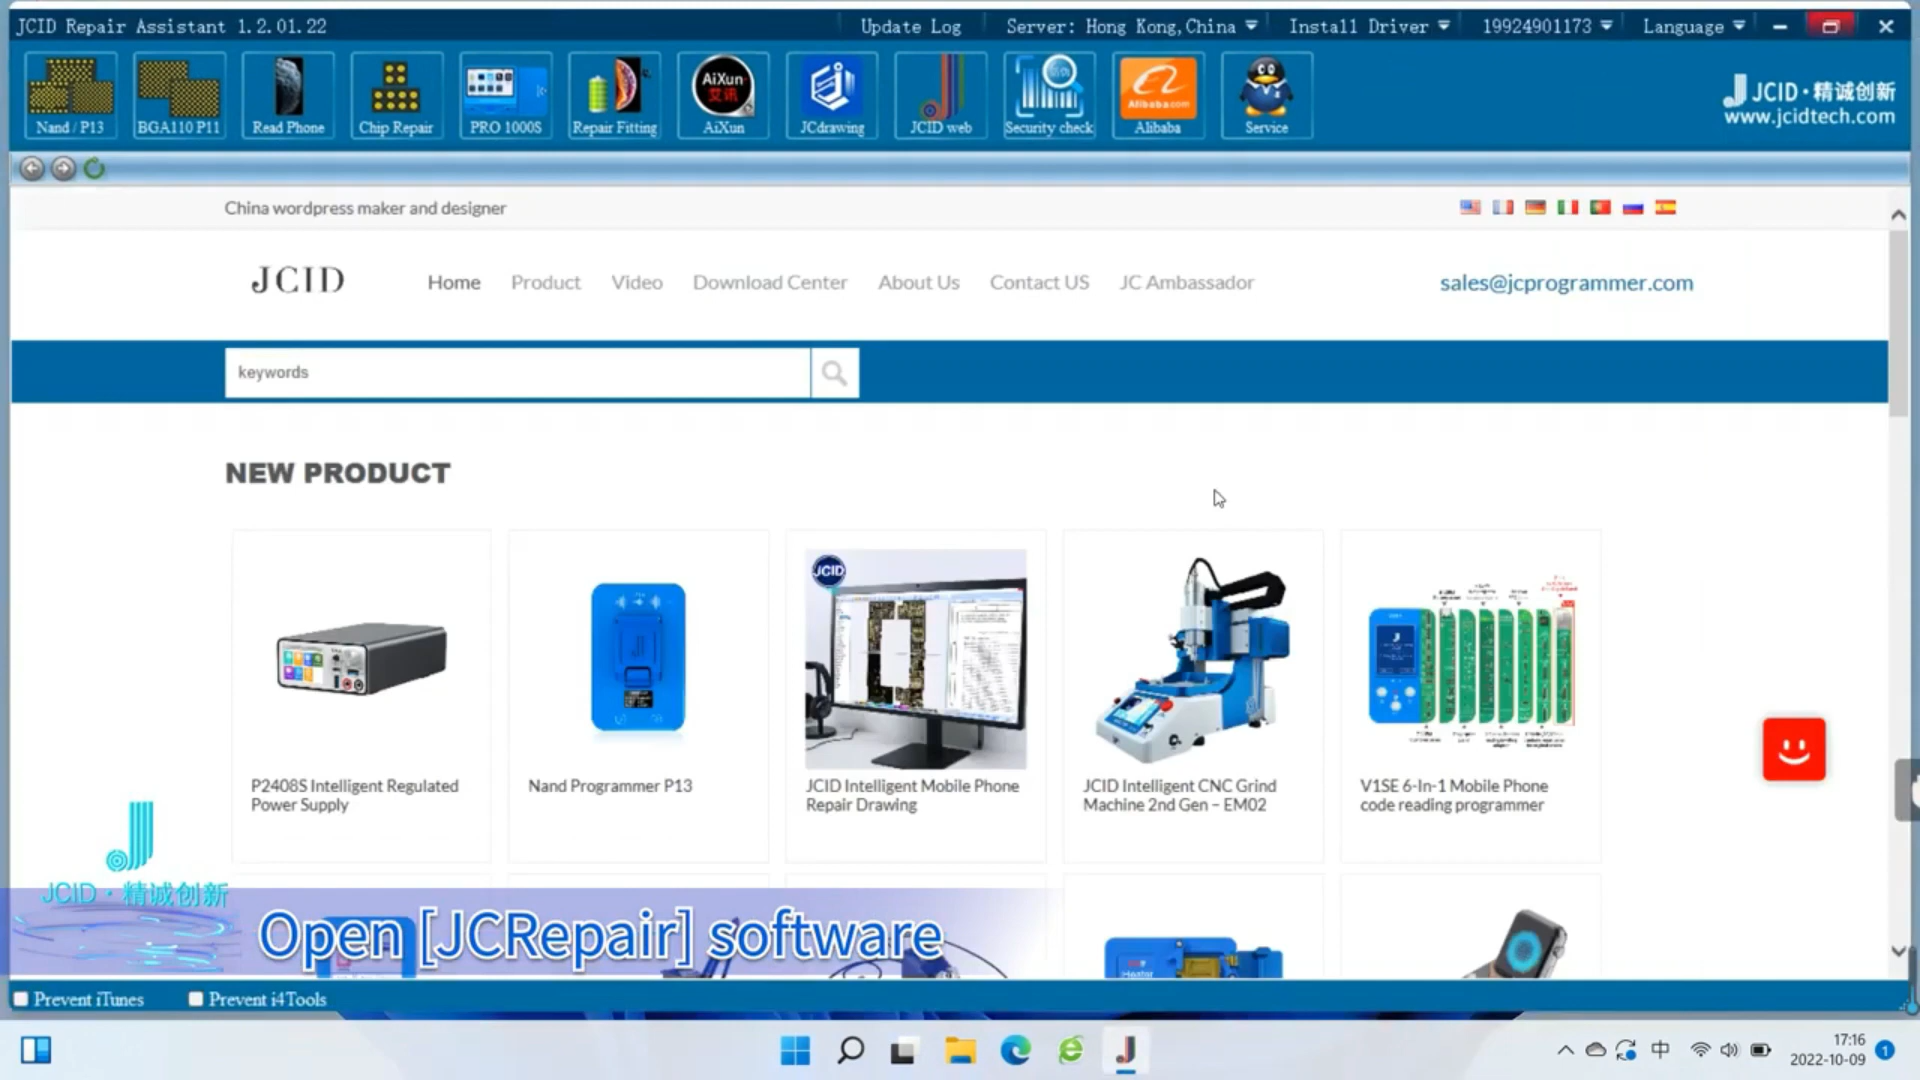 JCID Repair Assistant 1.2.01.22
Update Log
Server: Hong Kong,China
Install Driver
19924901173
Language
Nand / P13
BGA110 P11
Read Phone
Chip Repair
PRO 1000S
Repair Fitting
AiXun
艾讯
AiXun
JCdrawing
JCID web
Security check
Alibaba.com
Alibaba
Service
JCID·精诚创新
www.jcidtech.com
China wordpress maker and designer
JCID
Home
Product
Video
Download Center
About Us
Contact US
JC Ambassador
sales@jcprogrammer.com
keywords
NEW PRODUCT
JCID
P2408S Intelligent Regulated
Power Supply
Nand Programmer P13
JCID Intelligent Mobile Phone
Repair Drawing
JCID Intelligent CNC Grind
Machine 2nd Gen – EM02
V1SE 6-In-1 Mobile Phone
code reading programmer
JCID·精诚创新
Open [JCRepair] software
Heater
Prevent iTunes
Prevent i4Tools
中
17:16
2022-10-09
1